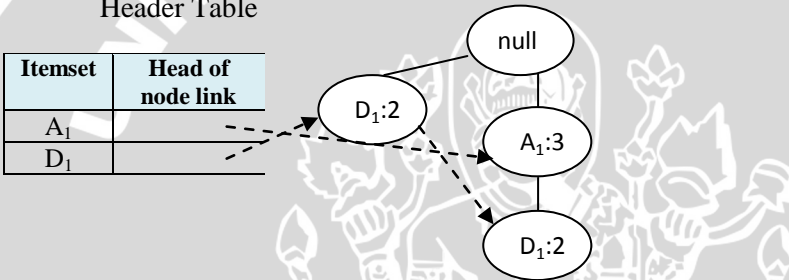 Header Table
Itemset Head of node link
A₁
D₁
null
D₁:2
A₁:3
D₁:2